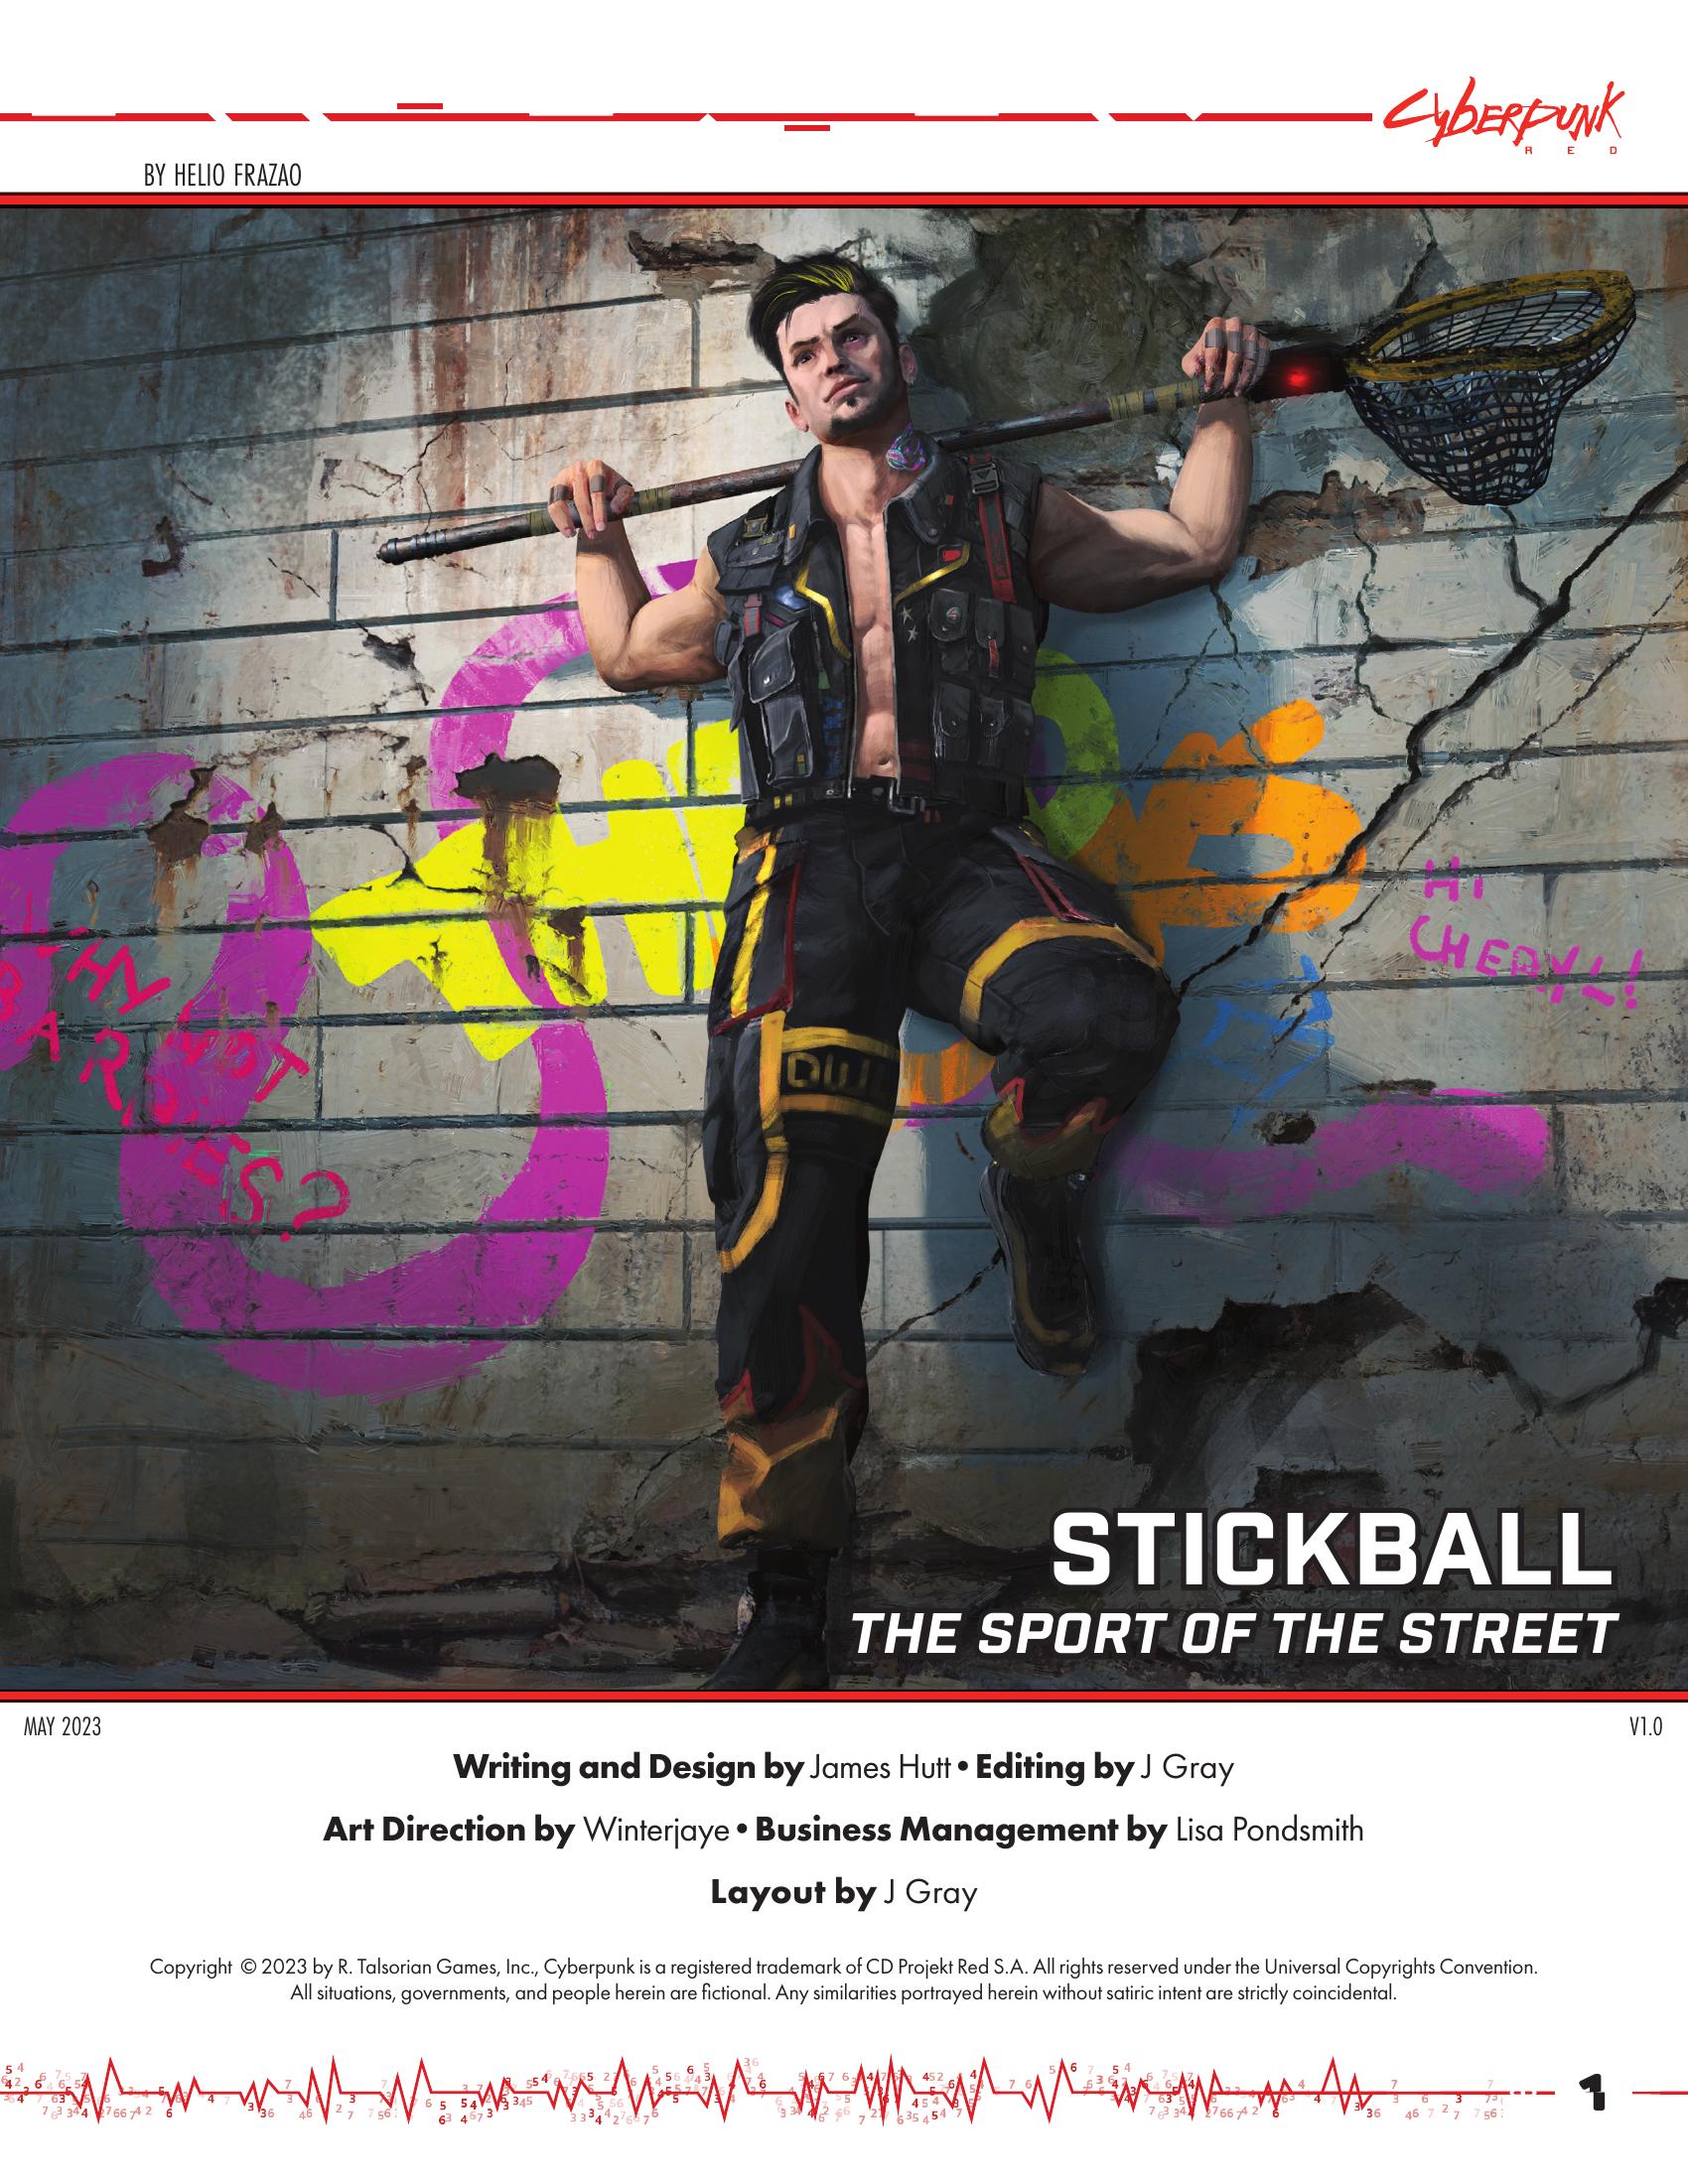 CYBERPUNK
RED
BY HELIO FRAZAO
HI
CHERYL!
WHY NOT
BARONIES?
STICKBALL
THE SPORT OF THE STREET
MAY 2023
V1.0
Writing and Design by James Hutt • Editing by J Gray
Art Direction by Winterjaye • Business Management by Lisa Pondsmith
Layout by J Gray
Copyright © 2023 by R. Talsorian Games, Inc., Cyberpunk is a registered trademark of CD Projekt Red S.A. All rights reserved under the Universal Copyrights Convention.
All situations, governments, and people herein are fictional. Any similarities portrayed herein without satiric intent are strictly coincidental.
1